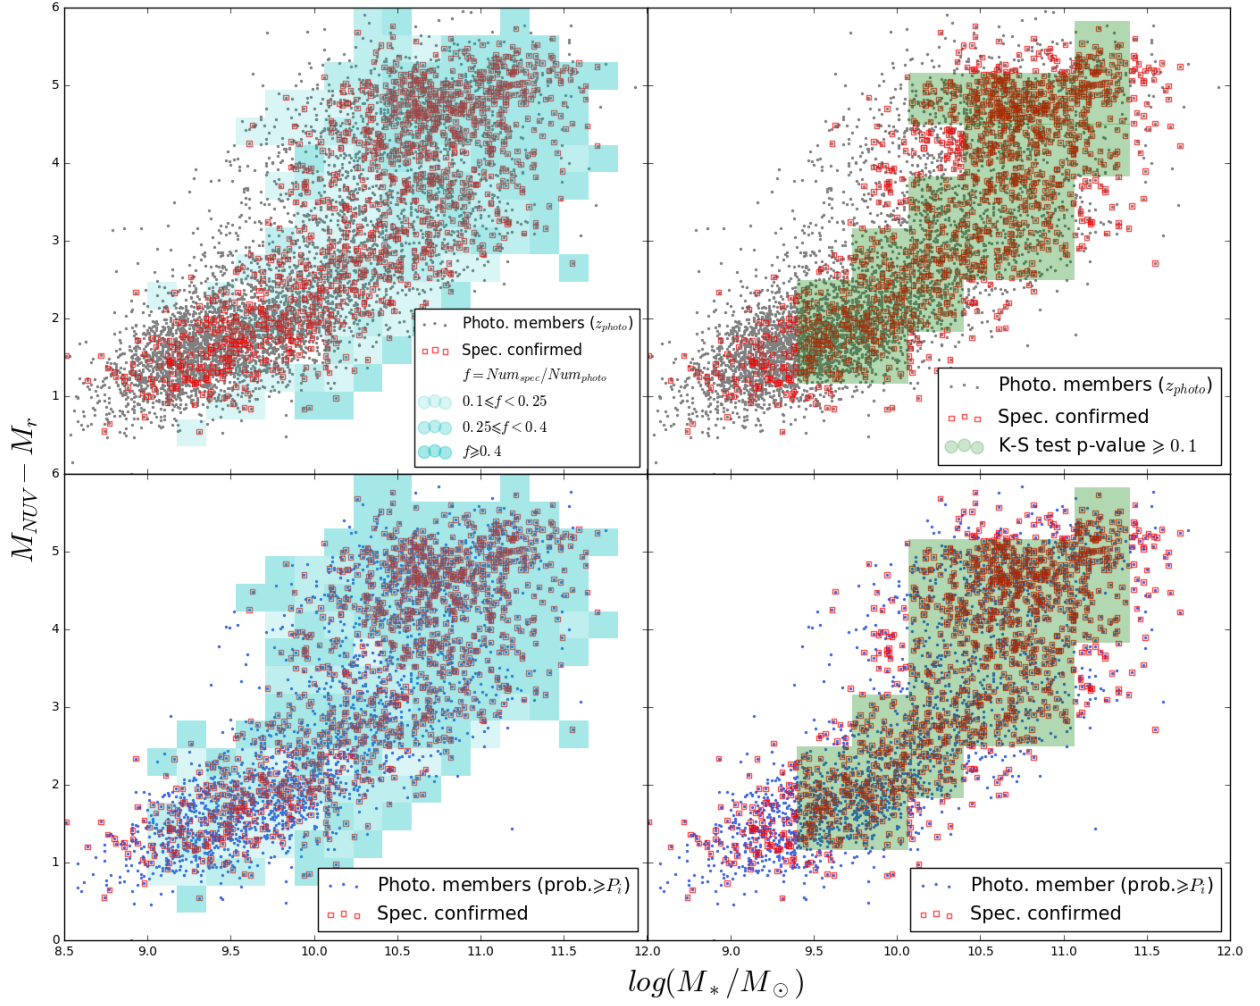 6
5
4
3
2
1
Photo. members (z_photo)
Spec. confirmed
f = Num_spec/Num_photo
0.1⩽f < 0.25
0.25⩽f < 0.4
f⩾0.4
Photo. members (z_photo)
Spec. confirmed
K-S test p-value ⩾ 0.1
M_NUV − M_r
6
5
4
3
2
1
0
Photo. members (prob.⩾P_i)
Spec. confirmed
Photo. member (prob.⩾P_i)
Spec. confirmed
8.5 9.0 9.5 10.0 10.5 11.0 11.5 12.0
8.5 9.0 9.5 10.0 10.5 11.0 11.5 12.0
log(M_*/M_⊙)